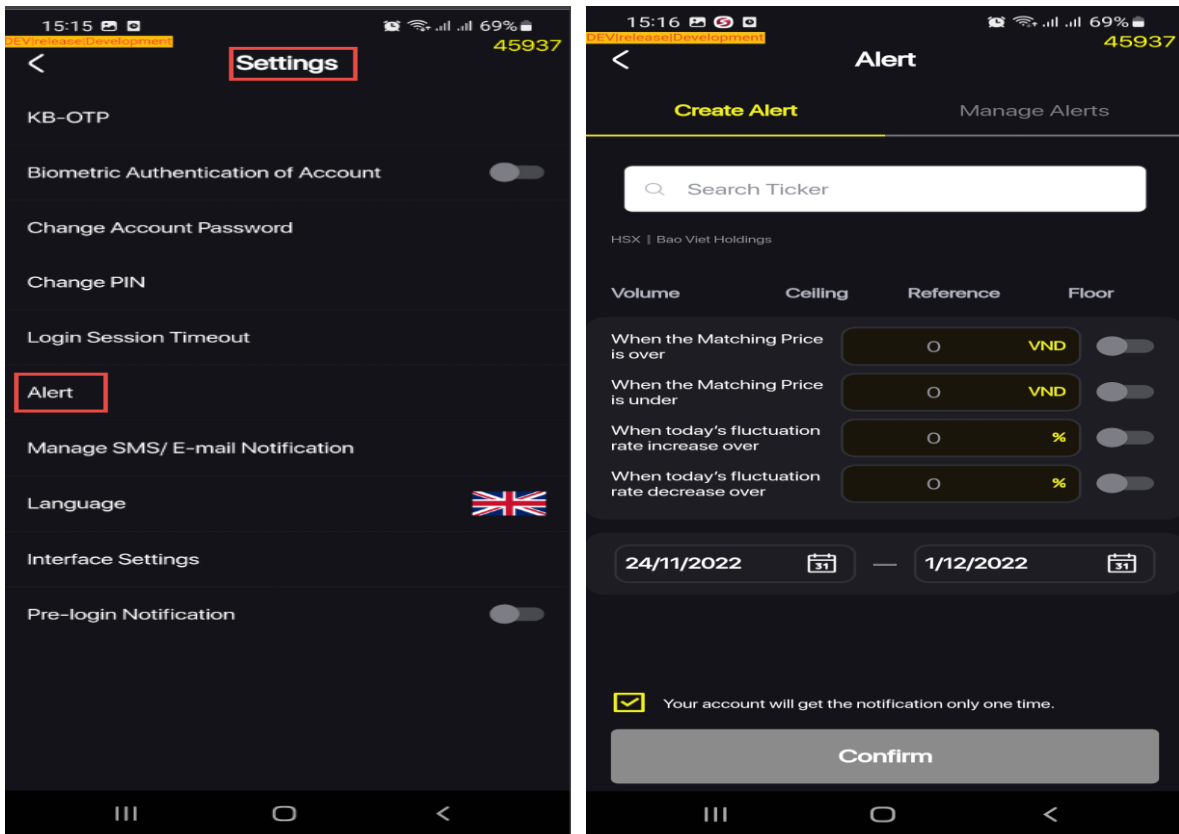 15:15
69%
DEV|release|Development
45937
Settings
KB-OTP
Biometric Authentication of Account
Change Account Password
Change PIN
Login Session Timeout
Alert
Manage SMS/ E-mail Notification
Language
Interface Settings
Pre-login Notification
15:16
69%
DEV|release|Development
45937
Alert
Create Alert
Manage Alerts
Search Ticker
HSX | Bao Viet Holdings
Volume Ceiling Reference Floor
When the Matching Price
is over
0 VND
When the Matching Price
is under
0 VND
When today's fluctuation
rate increase over
0 %
When today's fluctuation
rate decrease over
0 %
24/11/2022 31 — 1/12/2022 31
Your account will get the notification only one time.
Confirm